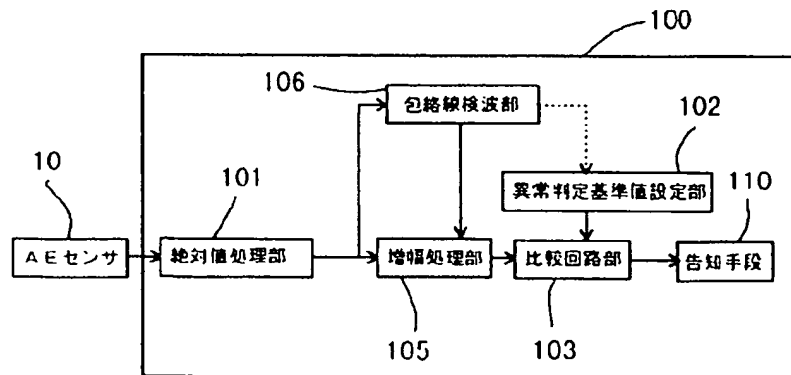 100
106
包絡線検波部
102
10
101
異常判定基準値設定部
110
AEセンサ
絶対値処理部
増幅処理部
比較回路部
告知手段
105
103